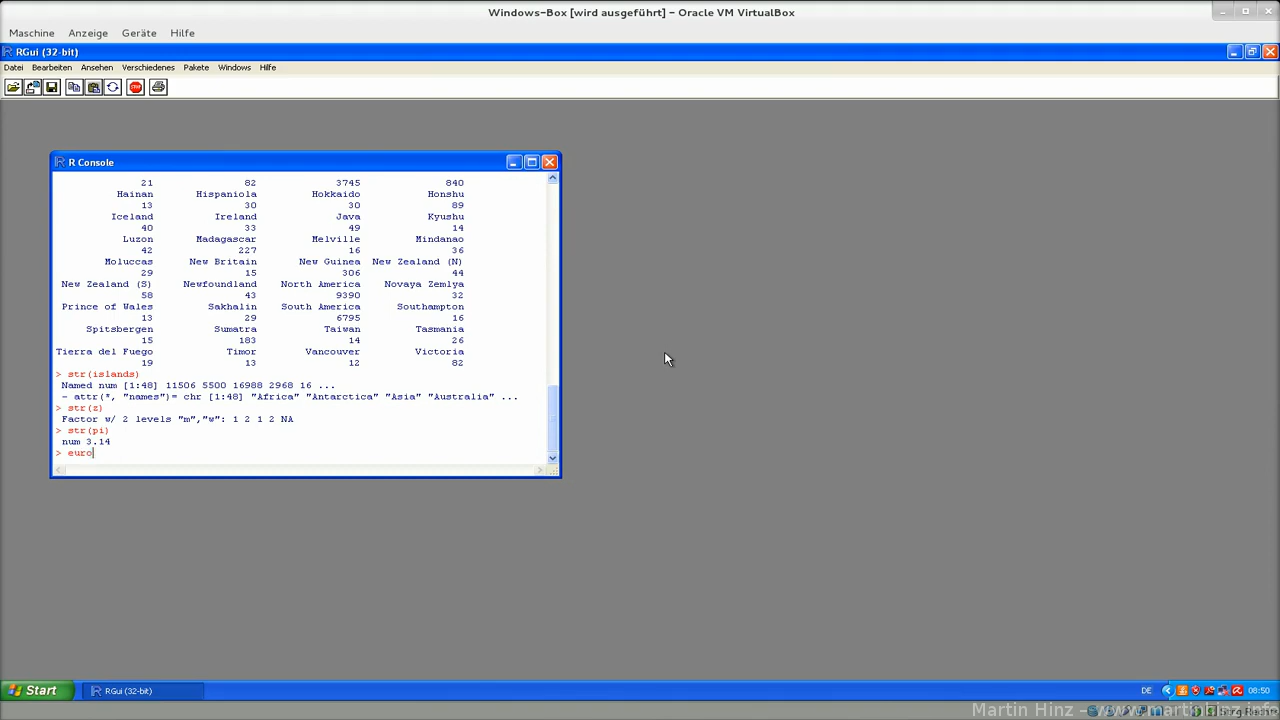 Windows-Box [wird ausgeführt] – Oracle VM VirtualBox
Maschine Anzeige Geräte Hilfe
RGui (32-bit)
Datei Bearbeiten Ansehen Verschiedenes Pakete Windows Hilfe
STOP
R Console
21 82 3745 840
Hainan Hispaniola Hokkaido Honshu
13 30 30 89
Iceland Ireland Java Kyushu
40 33 49 14
Luzon Madagascar Melville Mindanao
42 227 16 36
Moluccas New Britain New Guinea New Zealand (N)
29 15 306 44
New Zealand (S) Newfoundland North America Novaya Zemlya
58 43 9390 32
Prince of Wales Sakhalin South America Southampton
13 29 6795 16
Spitsbergen Sumatra Taiwan Tasmania
15 183 14 26
Tierra del Fuego Timor Vancouver Victoria
19 13 12 82
> str(islands)
Named num [1:48] 11506 5500 16988 2968 16 ...
- attr(*, "names")= chr [1:48] "Africa" "Antarctica" "Asia" "Australia" ...
> str(z)
Factor w/ 2 levels "m","w": 1 2 1 2 NA
> str(pi)
num 3.14
> euro
Start RGui (32-bit) DE 08:50
Martin Hinz – www.martinhinz.info